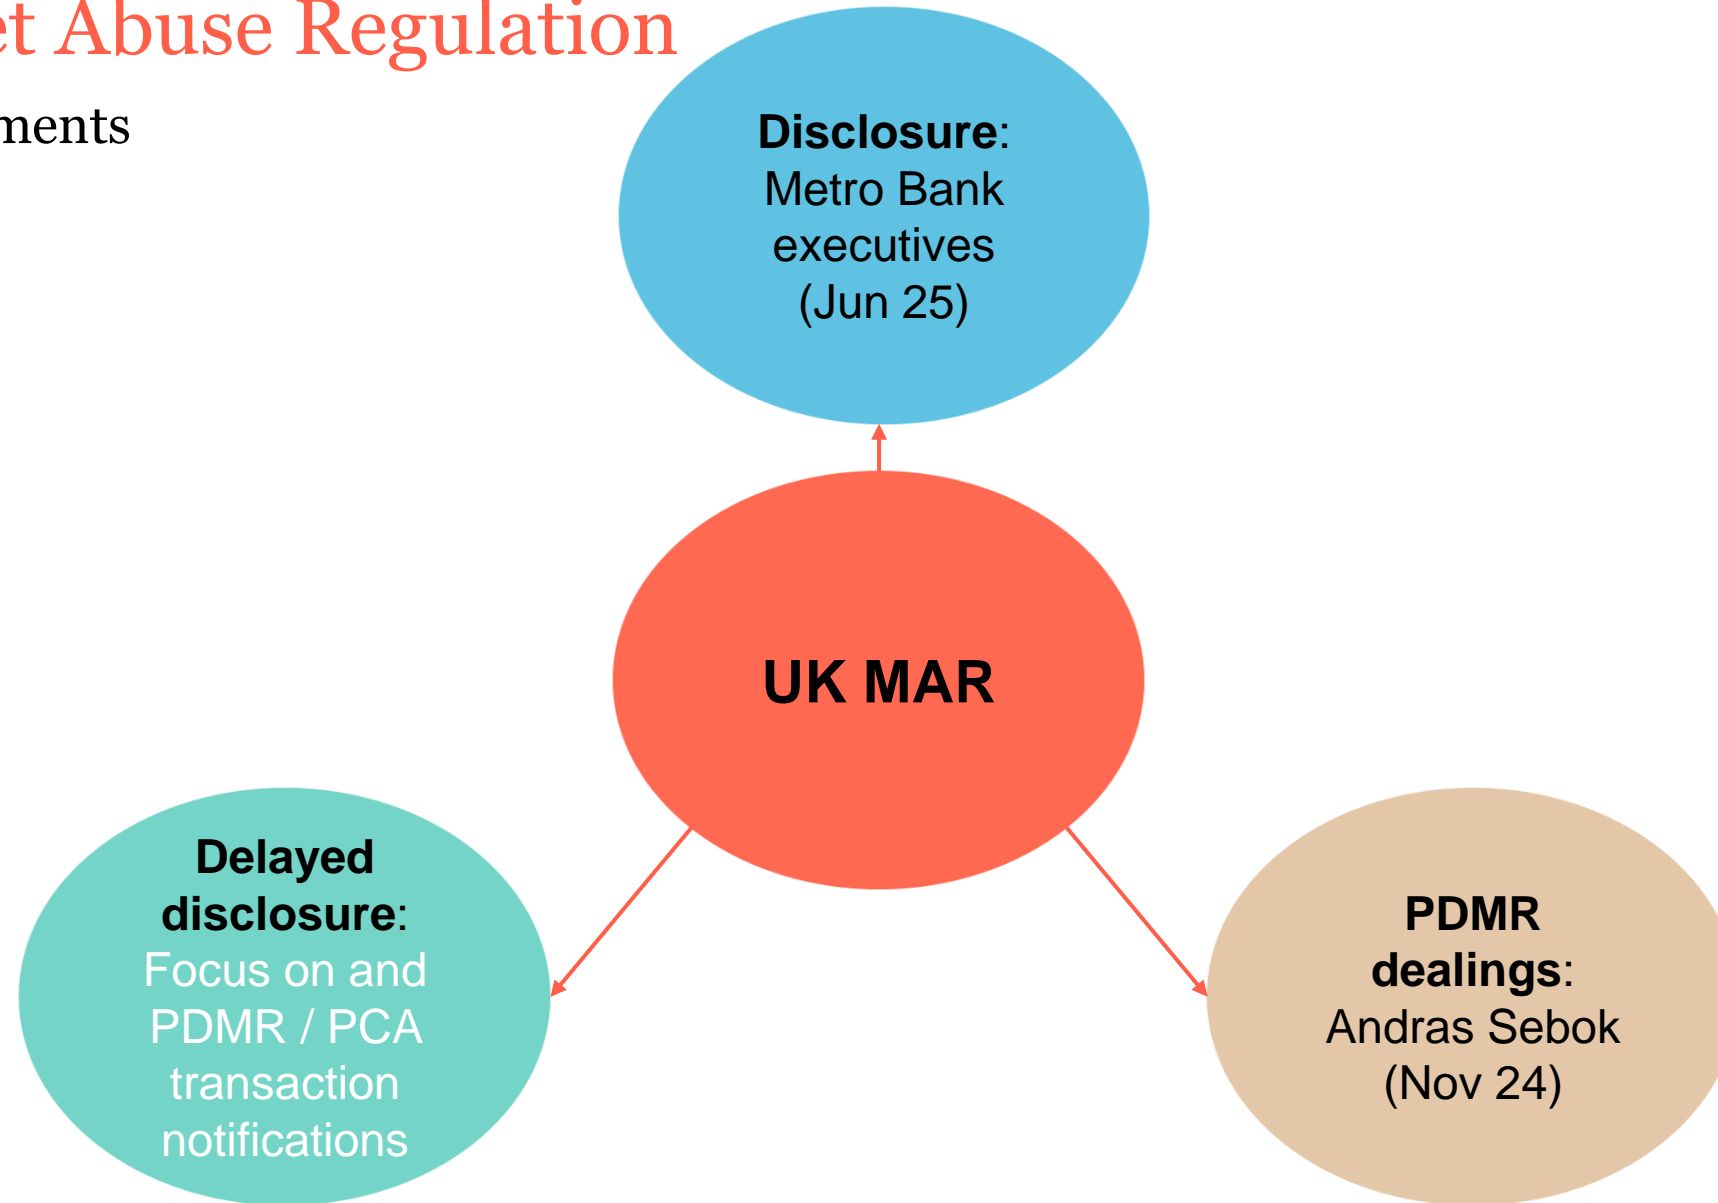 et Abuse Regulation
ments
Disclosure:
Metro Bank
executives
(Jun 25)
UK MAR
Delayed
disclosure:
Focus on and
PDMR / PCA
transaction
notifications
PDMR
dealings:
Andras Sebok
(Nov 24)